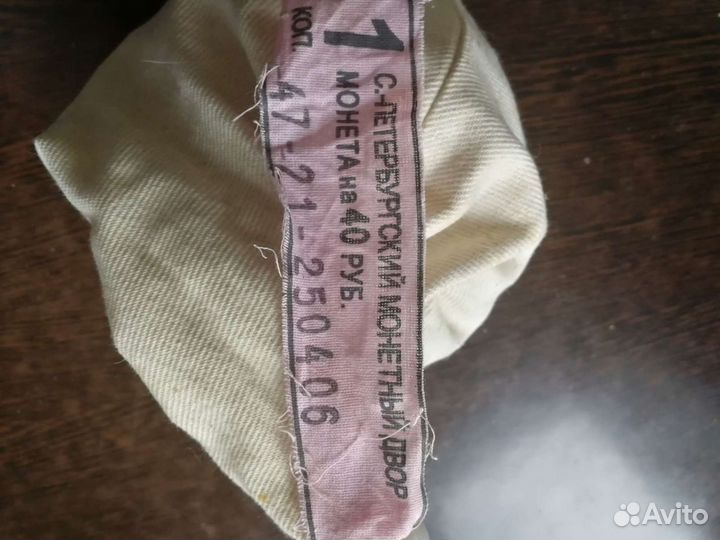 1 С.-ПЕТЕРБУРГСКИЙ МОНЕТНЫЙ ДВОР
КОП. МОНЕТА на 40 РУБ.
47-21-250406
Avito